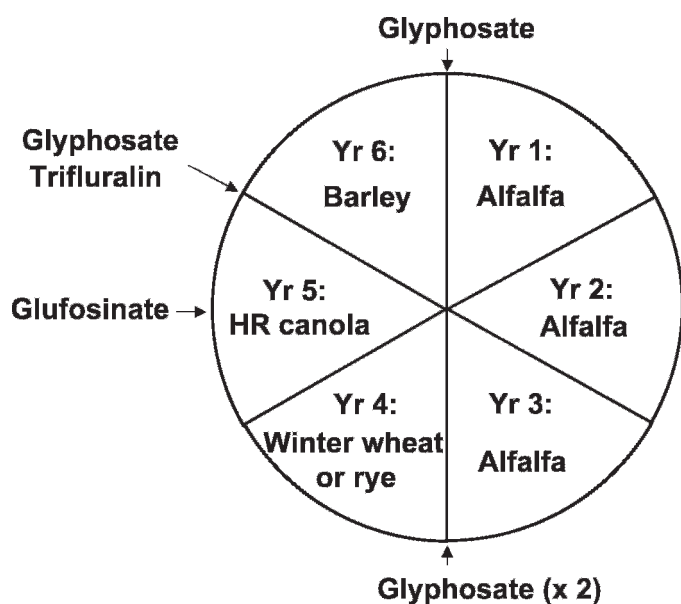 Glyphosate
Glyphosate
Trifluralin
Yr 6:
Barley
Yr 1:
Alfalfa
Glufosinate
Yr 5:
HR canola
Yr 2:
Alfalfa
Yr 4:
Winter wheat
or rye
Yr 3:
Alfalfa
Glyphosate (x 2)